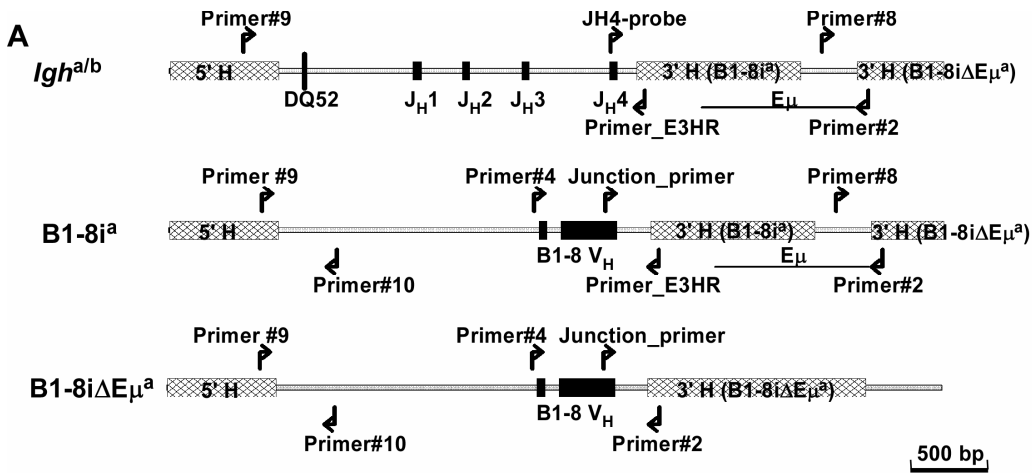 A
Primer#9 JH4-probe Primer#8
Igh^a/b 5' H 3' H (B1-8i^a) 3' H (B1-8iΔEμ^a)
DQ52 J_H1 J_H2 J_H3 J_H4 Eμ
Primer_E3HR Primer#2
Primer #9 Primer#4 Junction_primer Primer#8
B1-8i^a 5' H 3' H (B1-8i^a) 3' H (B1-8iΔEμ^a)
B1-8 V_H Eμ
Primer#10 Primer_E3HR Primer#2
Primer #9 Primer#4 Junction_primer
B1-8iΔEμ^a 5' H 3' H (B1-8iΔEμ^a)
B1-8 V_H
Primer#10 Primer#2
500 bp